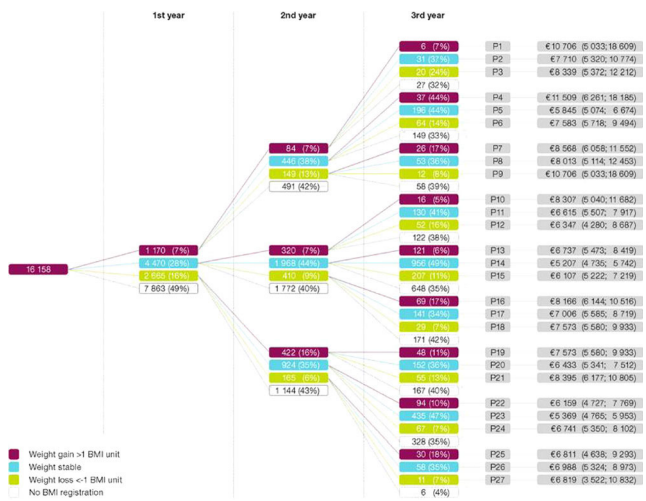 1st year 2nd year 3rd year
6 (7%) P1 €10 706 (5 033; 18 609)
31 (37%) P2 €7 710 (5 320; 10 774)
20 (24%) P3 €8 339 (5 372; 12 212)
27 (32%)
37 (44%) P4 €11 509 (6 261; 18 185)
196 (44%) P5 €5 845 (5 074; 6 674)
64 (14%) P6 €7 583 (5 718; 9 494)
149 (33%)
84 (7%) 26 (17%) P7 €8 568 (6 058; 11 552)
446 (38%) 53 (36%) P8 €8 013 (5 114; 12 453)
149 (13%) 12 (8%) P9 €10 706 (5 033; 18 609)
491 (42%) 58 (39%)
16 (5%) P10 €8 307 (5 040; 11 682)
130 (41%) P11 €6 615 (5 507; 7 917)
52 (16%) P12 €6 347 (4 280; 8 687)
122 (38%)
1 170 (7%) 320 (7%) 121 (6%) P13 €6 737 (5 473; 8 419)
16 158 4 470 (28%) 1 968 (44%) 956 (49%) P14 €5 207 (4 735; 5 742)
2 665 (16%) 410 (9%) 207 (11%) P15 €6 107 (5 222; 7 219)
7 863 (49%) 1 772 (40%) 648 (35%)
69 (17%) P16 €8 166 (6 144; 10 516)
141 (34%) P17 €7 006 (5 585; 8 719)
29 (7%) P18 €7 573 (5 580; 9 933)
171 (42%)
422 (16%) 48 (11%) P19 €7 573 (5 580; 9 933)
924 (35%) 152 (36%) P20 €6 433 (5 341; 7 512)
165 (6%) 55 (13%) P21 €8 395 (6 177; 10 805)
1 144 (43%) 167 (40%)
94 (10%) P22 €6 159 (4 727; 7 769)
435 (47%) P23 €5 369 (4 765; 5 953)
67 (7%) P24 €6 741 (5 350; 8 102)
328 (35%)
Weight gain >1 BMI unit 30 (18%) P25 €6 811 (4 638; 9 293)
Weight stable 58 (35%) P26 €6 988 (5 324; 8 973)
Weight loss <-1 BMI unit 11 (7%) P27 €6 819 (3 522; 10 832)
No BMI registration 6 (4%)